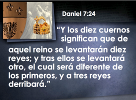 Daniel 7:24
“Y los diez cuernos
significan que de
aquel reino se levantarán diez
reyes; y tras ellos se levantará
otro, el cual será diferente de
los primeros, y a tres reyes
derribará.”